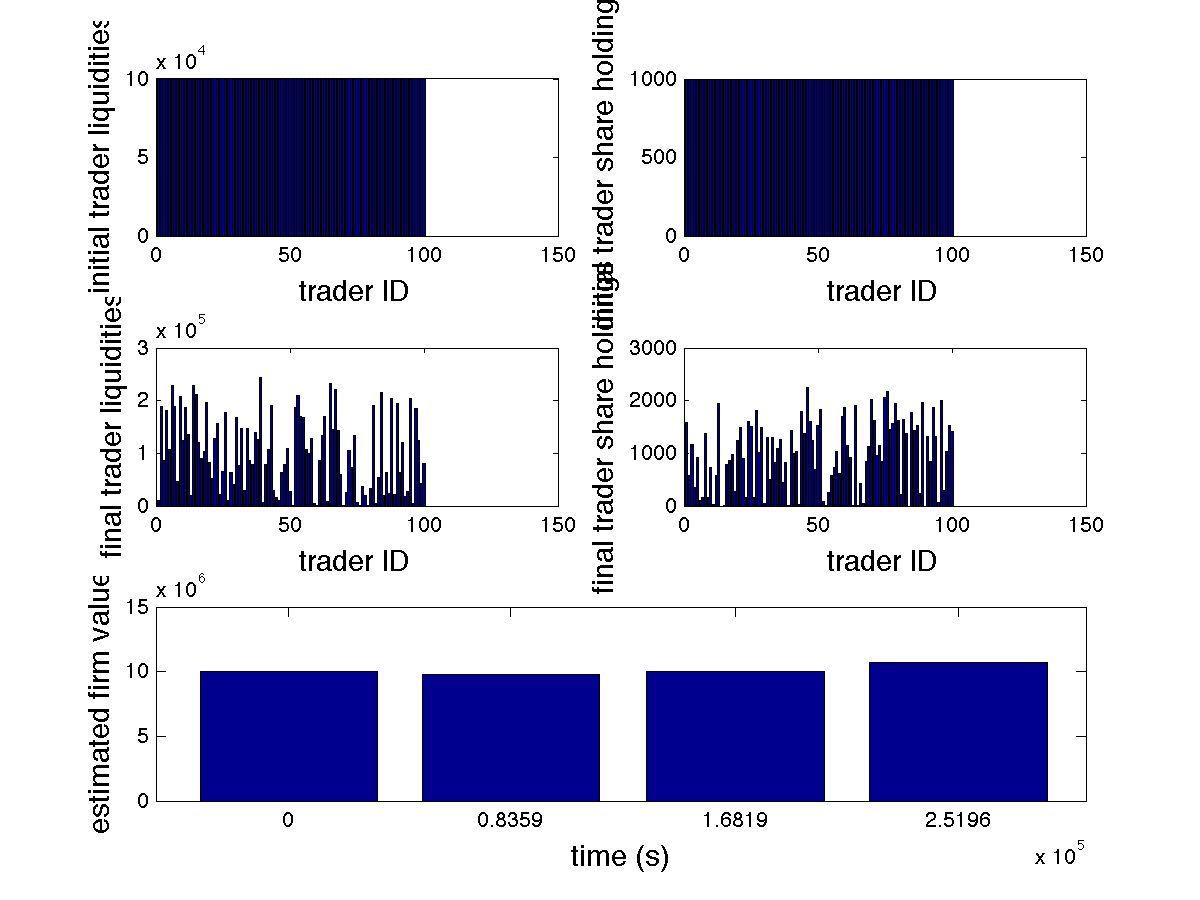 initial trader liquidities
x 10^4
10
5
0
0 50 100 150
trader ID
trader share holding
1000
500
0
0 50 100 150
trader ID
final trader liquidities
x 10^5
3
2
1
0
0 50 100 150
trader ID
final trader share holdings
3000
2000
1000
0
0 50 100 150
trader ID
estimated firm value
x 10^6
15
10
5
0
0 0.8359 1.6819 2.5196
time (s)
x 10^5